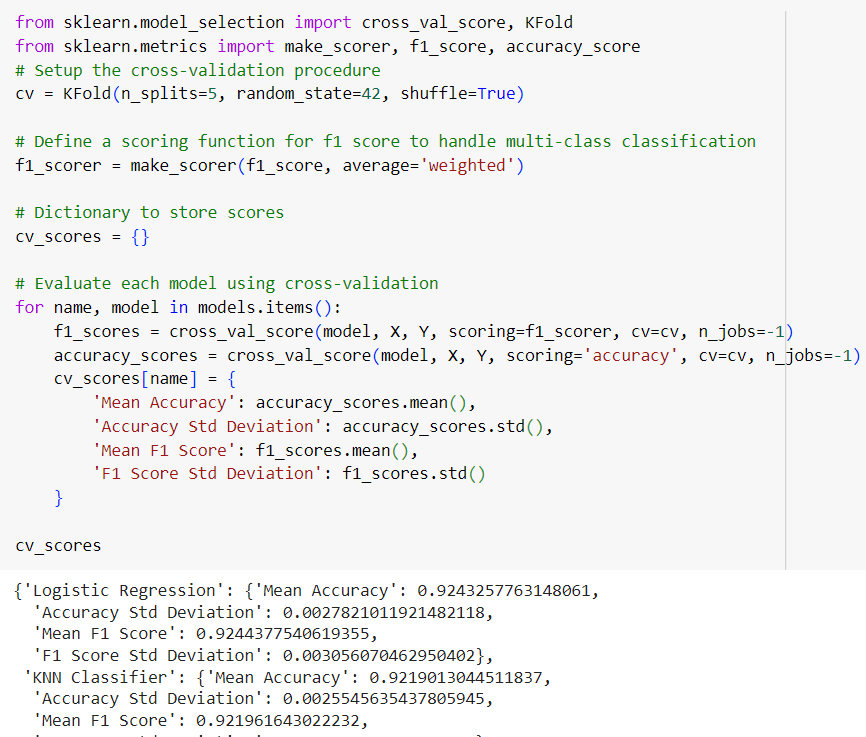 from sklearn.model_selection import cross_val_score, KFold
from sklearn.metrics import make_scorer, f1_score, accuracy_score
# Setup the cross-validation procedure
cv = KFold(n_splits=5, random_state=42, shuffle=True)
# Define a scoring function for f1 score to handle multi-class classification
f1_scorer = make_scorer(f1_score, average='weighted')
# Dictionary to store scores
cv_scores = {}
# Evaluate each model using cross-validation
for name, model in models.items():
    f1_scores = cross_val_score(model, X, Y, scoring=f1_scorer, cv=cv, n_jobs=-1)
    accuracy_scores = cross_val_score(model, X, Y, scoring='accuracy', cv=cv, n_jobs=-1)
    cv_scores[name] = {
        'Mean Accuracy': accuracy_scores.mean(),
        'Accuracy Std Deviation': accuracy_scores.std(),
        'Mean F1 Score': f1_scores.mean(),
        'F1 Score Std Deviation': f1_scores.std()
    }
cv_scores
{'Logistic Regression': {'Mean Accuracy': 0.9243257763148061,
  'Accuracy Std Deviation': 0.0027821011921482118,
  'Mean F1 Score': 0.9244377540619355,
  'F1 Score Std Deviation': 0.003056070462950402},
 'KNN Classifier': {'Mean Accuracy': 0.9219013044511837,
  'Accuracy Std Deviation': 0.0025545635437805945,
  'Mean F1 Score': 0.921961643022232,